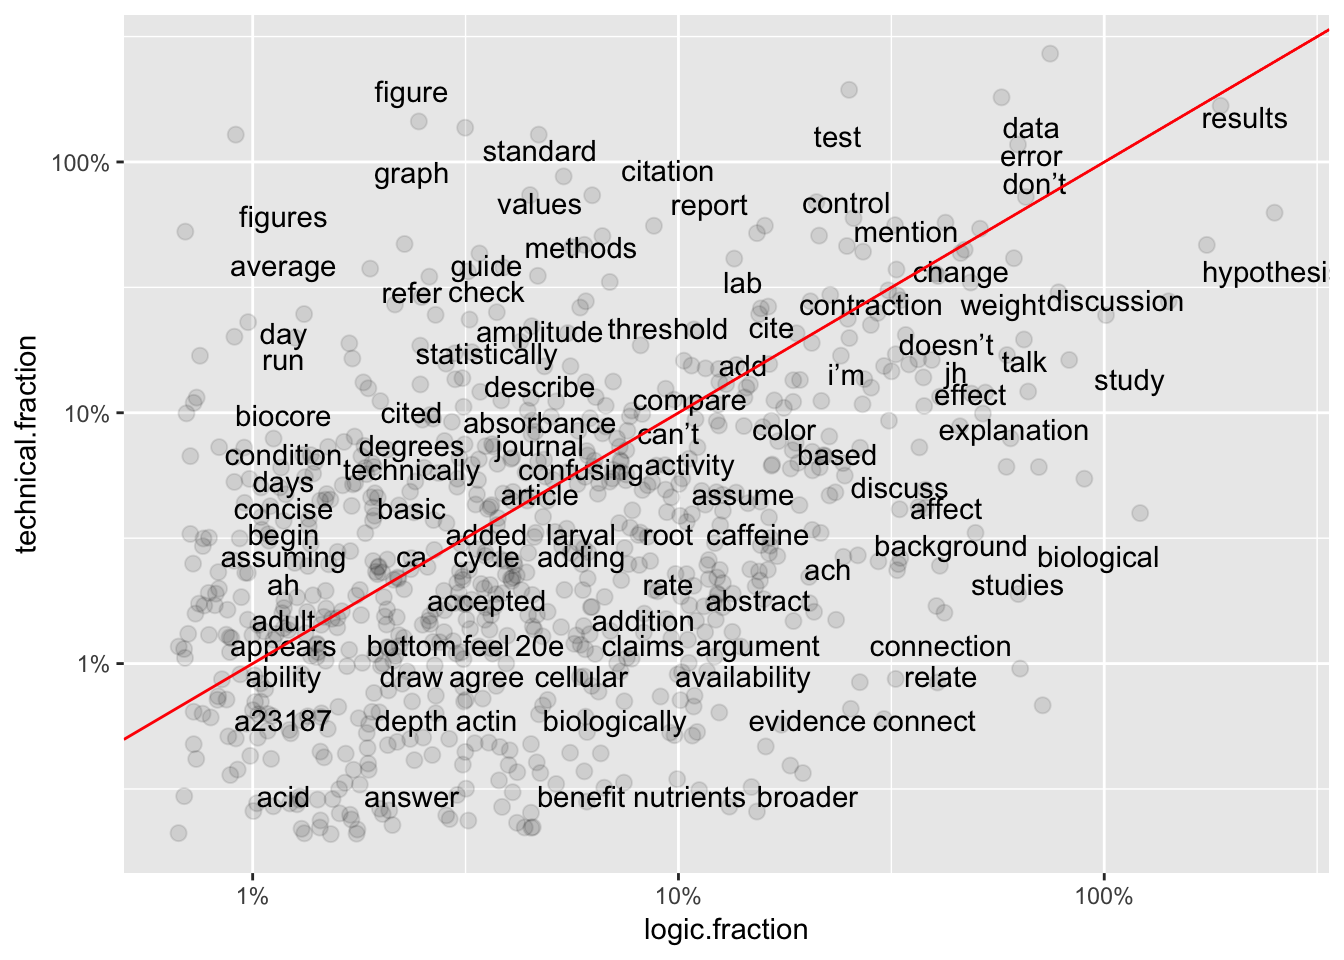 figure
data
results
test
error
standard
citation
graph
don’t
values
report
control
figures
mention
methods
average
guide
change
hypothesi
lab
refer
check
contraction
weight
discussion
day
amplitude
threshold
cite
doesn’t
run
statistically
add
talk
i’m
jh
study
describe
effect
compare
biocore
cited
absorbance
can’t
color
explanation
condition
degrees
journal
technically
confusing
activity
based
days
article
assume
discuss
concise
basic
affect
begin
added
larval
root
caffeine
background
assuming
ca
cycle
adding
ach
biological
ah
rate
studies
accepted
abstract
adult
addition
appears
bottom
feel
20e
claims
argument
connection
ability
draw
agree
cellular
availability
relate
a23187
depth
actin
biologically
evidence
connect
acid
answer
benefit
nutrients
broader
100%
10%
1%
technical.fraction
1%
10%
100%
logic.fraction